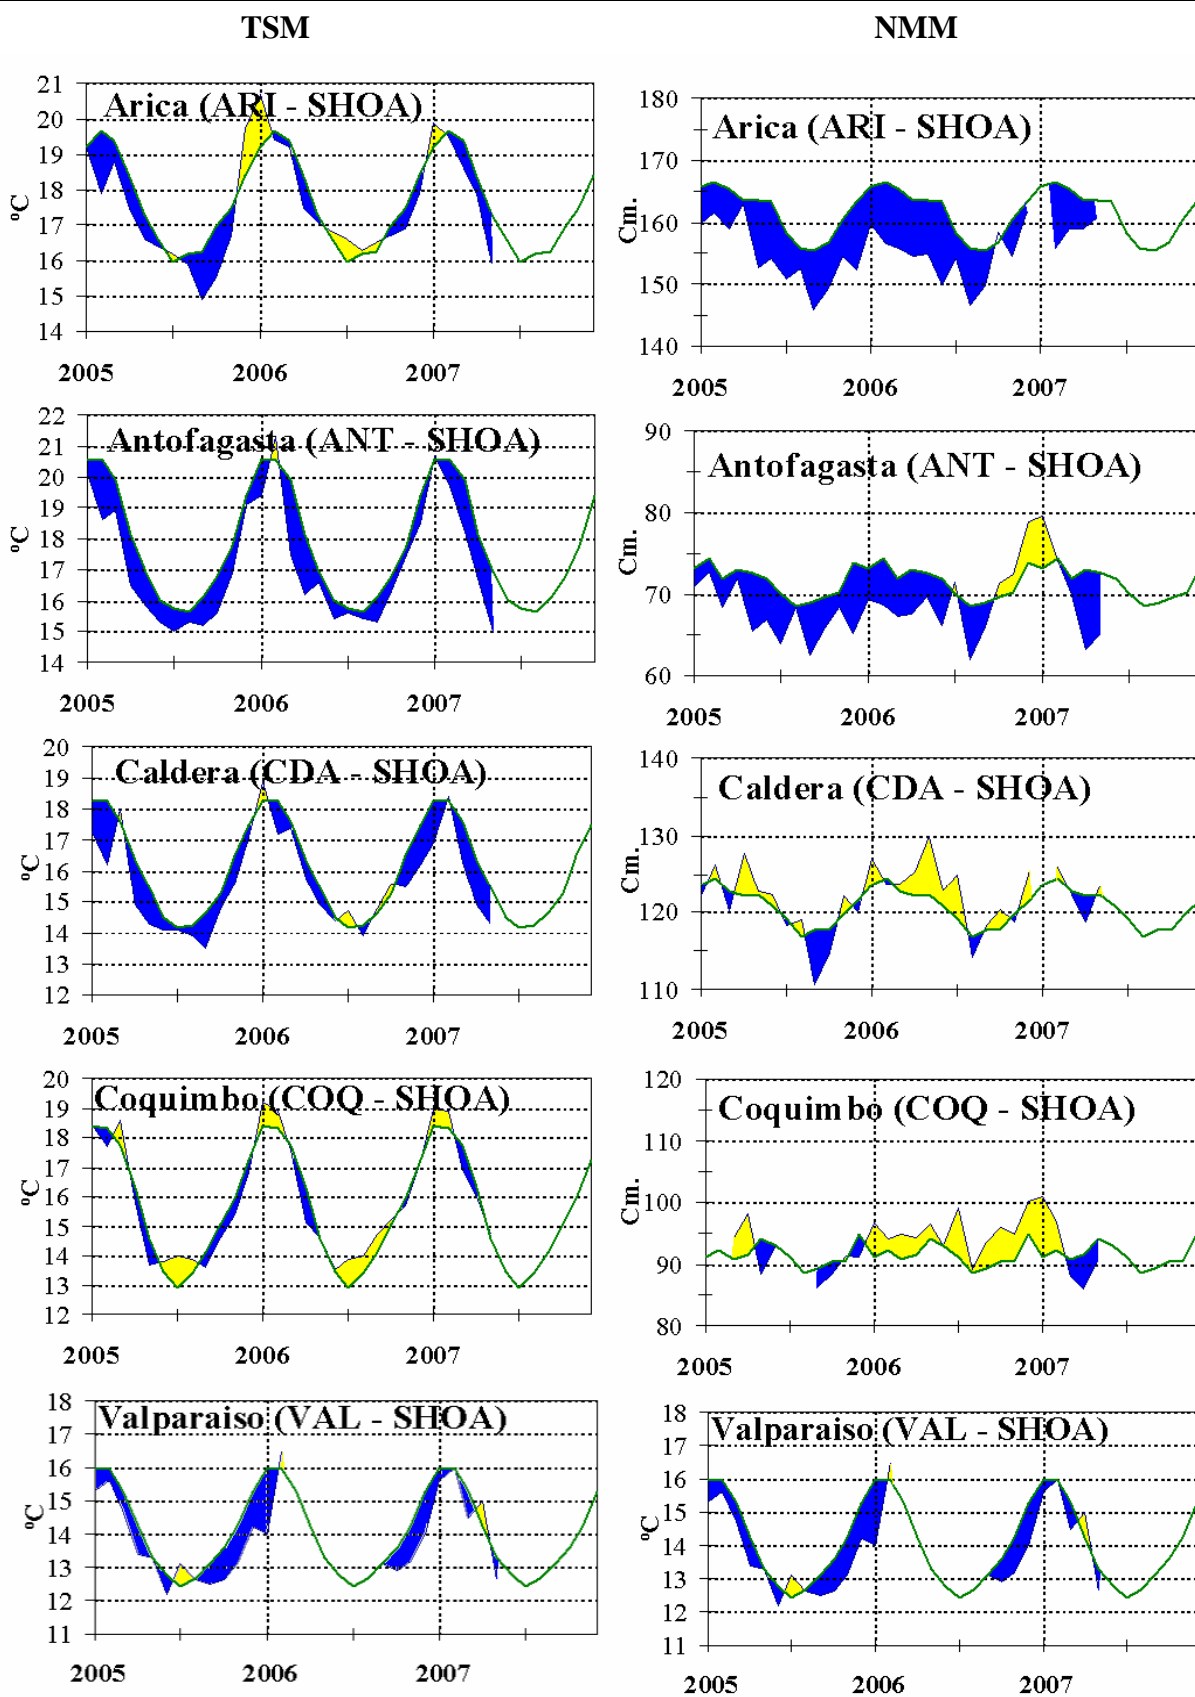 TSM
NMM
Arica (ARI - SHOA)
21
20
19
18
17
16
15
14
ºC
2005 2006 2007
Arica (ARI - SHOA)
180
170
160
150
140
Cm.
2005 2006 2007
Antofagasta (ANT - SHOA)
22
21
20
19
18
17
16
15
14
ºC
2005 2006 2007
Antofagasta (ANT - SHOA)
90
80
70
60
Cm.
2005 2006 2007
Caldera (CDA - SHOA)
20
19
18
17
16
15
14
13
12
ºC
2005 2006 2007
Caldera (CDA - SHOA)
140
130
120
110
Cm.
2005 2006 2007
Coquimbo (COQ - SHOA)
20
19
18
17
16
15
14
13
12
ºC
2005 2006 2007
Coquimbo (COQ - SHOA)
120
110
100
90
80
Cm.
2005 2006 2007
Valparaiso (VAL - SHOA)
18
17
16
15
14
13
12
11
ºC
2005 2006 2007
Valparaiso (VAL - SHOA)
18
17
16
15
14
13
12
11
ºC
2005 2006 2007